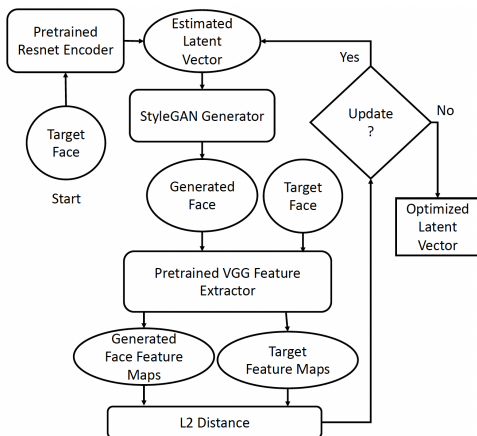 Pretrained
Resnet Encoder
Estimated
Latent
Vector
Yes
StyleGAN Generator
Update
?
No
Target
Face
Start
Generated
Face
Target
Face
Optimized
Latent
Vector
Pretrained VGG Feature
Extractor
Generated
Face Feature
Maps
Target
Feature Maps
L2 Distance